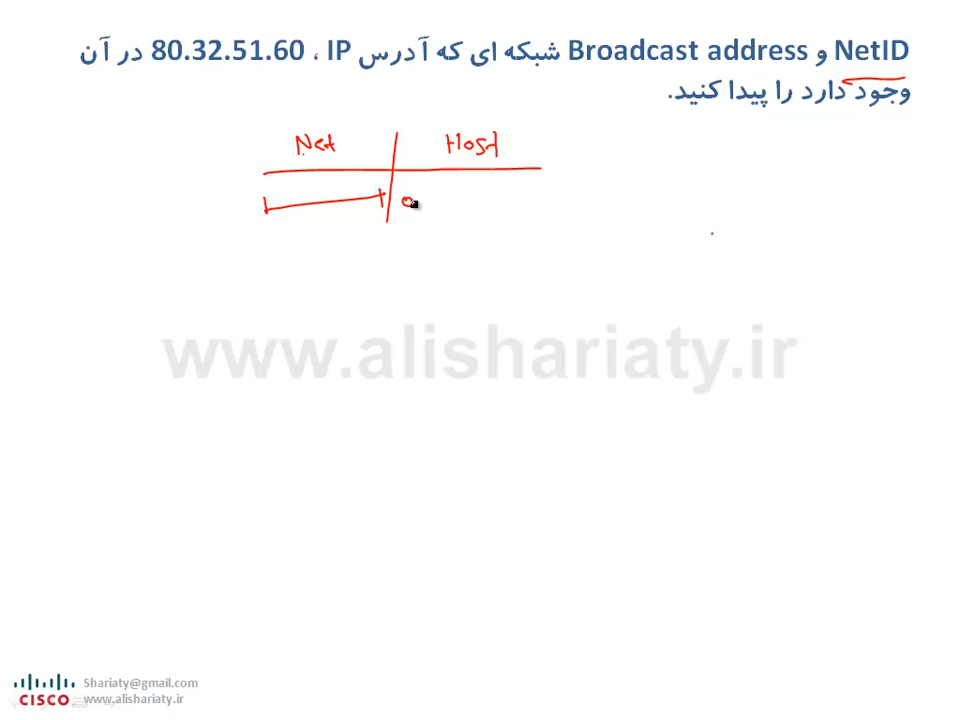 NetID و Broadcast address شبکه ای که آدرس IP ، 80.32.51.60 در آن
وجود دارد را پیدا کنید.
Net Host
0
www.alishariaty.ir
Shariaty@gmail.com
CISCO www.alishariaty.ir